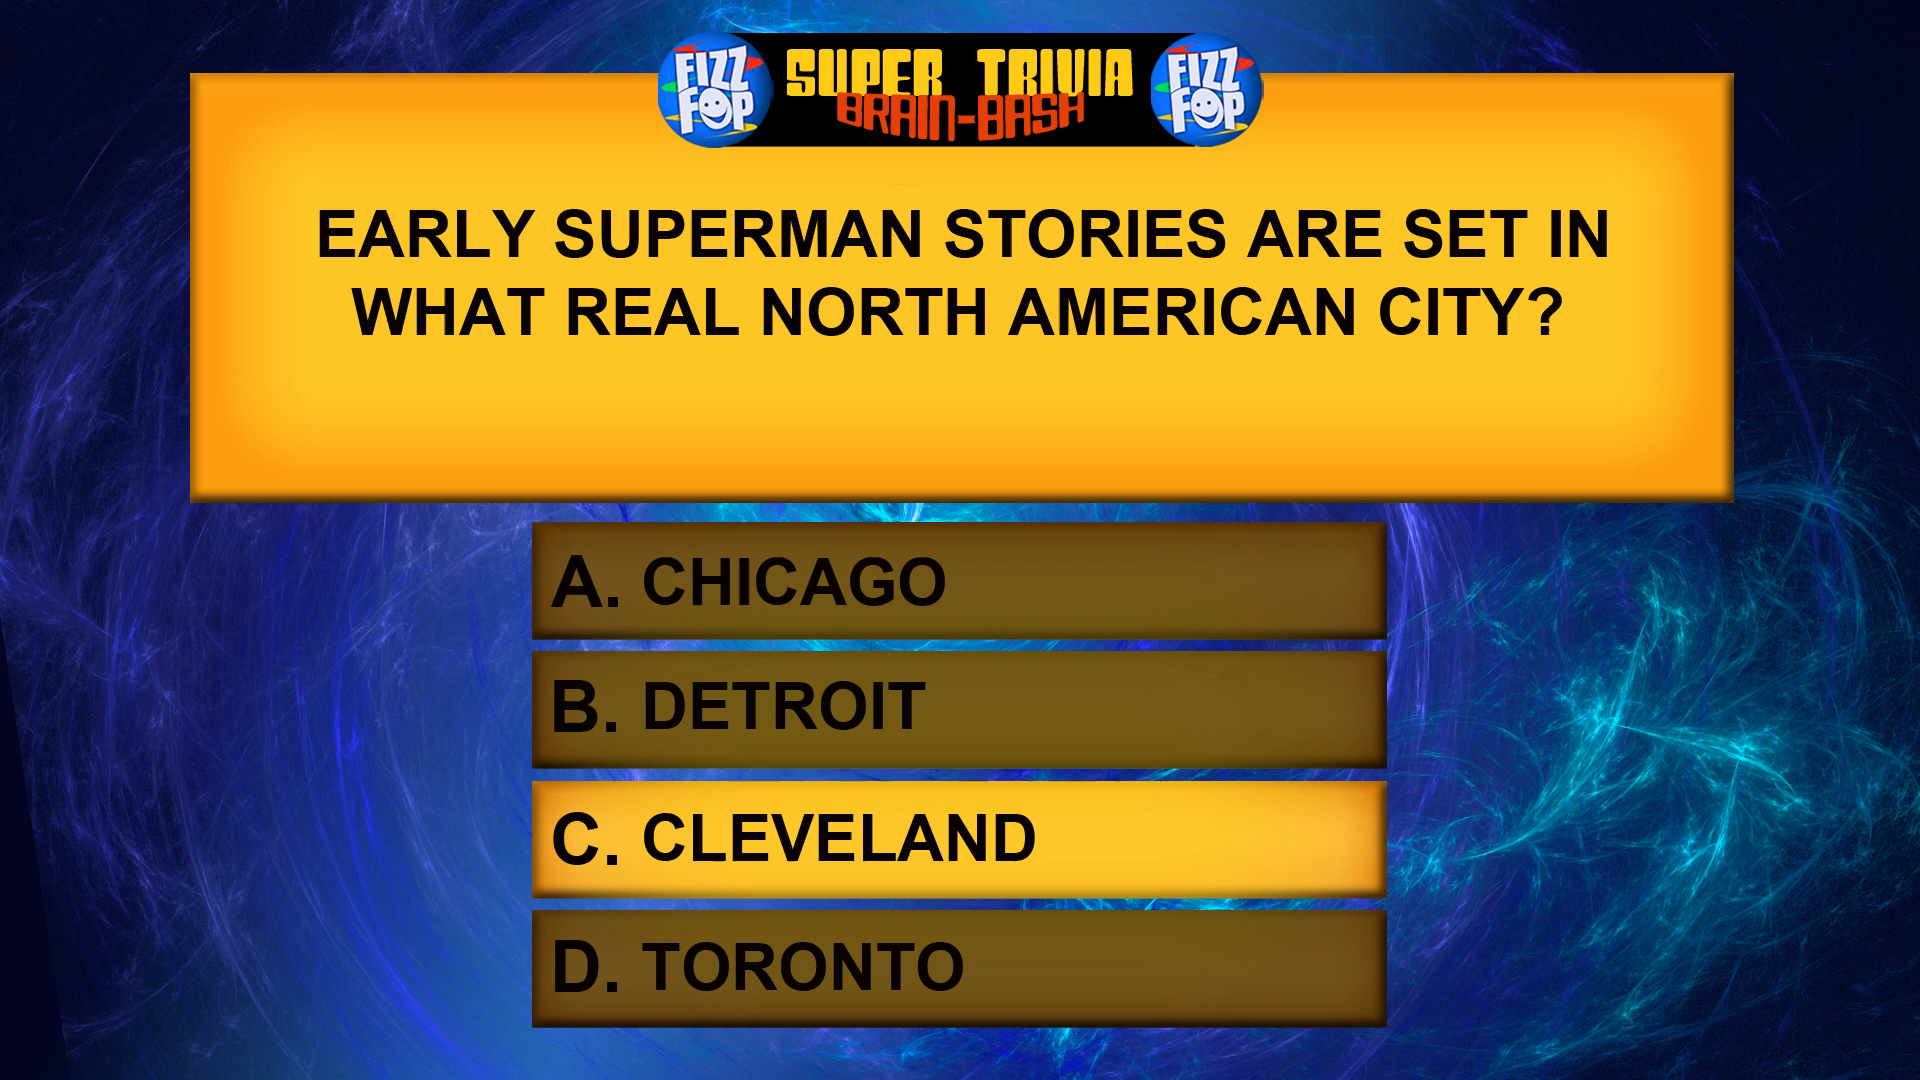 FIZZ FOP SUPER TRIVIA BRAIN-BASH FIZZ FOP
EARLY SUPERMAN STORIES ARE SET IN
WHAT REAL NORTH AMERICAN CITY?
A. CHICAGO
B. DETROIT
C. CLEVELAND
D. TORONTO